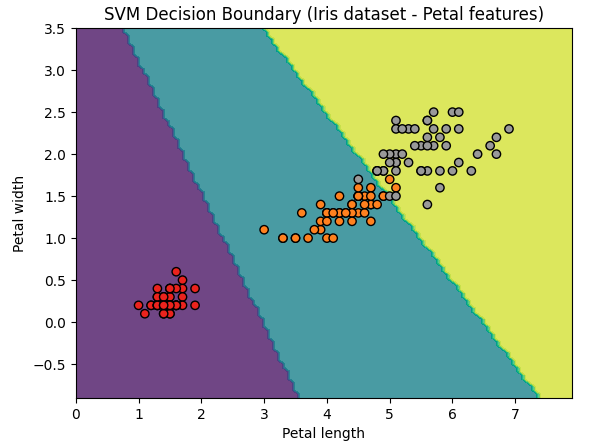 SVM Decision Boundary (Iris dataset - Petal features)
3.5
3.0
2.5
2.0
1.5
1.0
0.5
0.0
−0.5
Petal width
0 1 2 3 4 5 6 7
Petal length